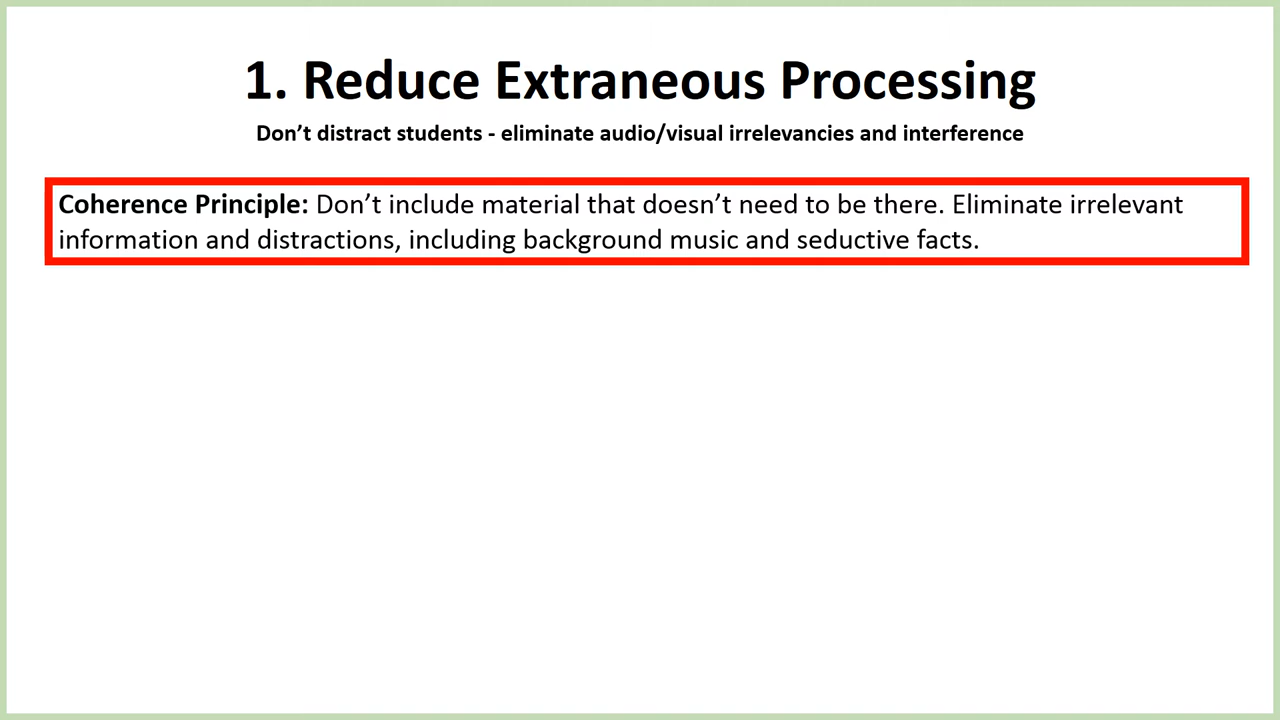 1. Reduce Extraneous Processing
Don’t distract students - eliminate audio/visual irrelevancies and interference
Coherence Principle: Don’t include material that doesn’t need to be there. Eliminate irrelevant
information and distractions, including background music and seductive facts.